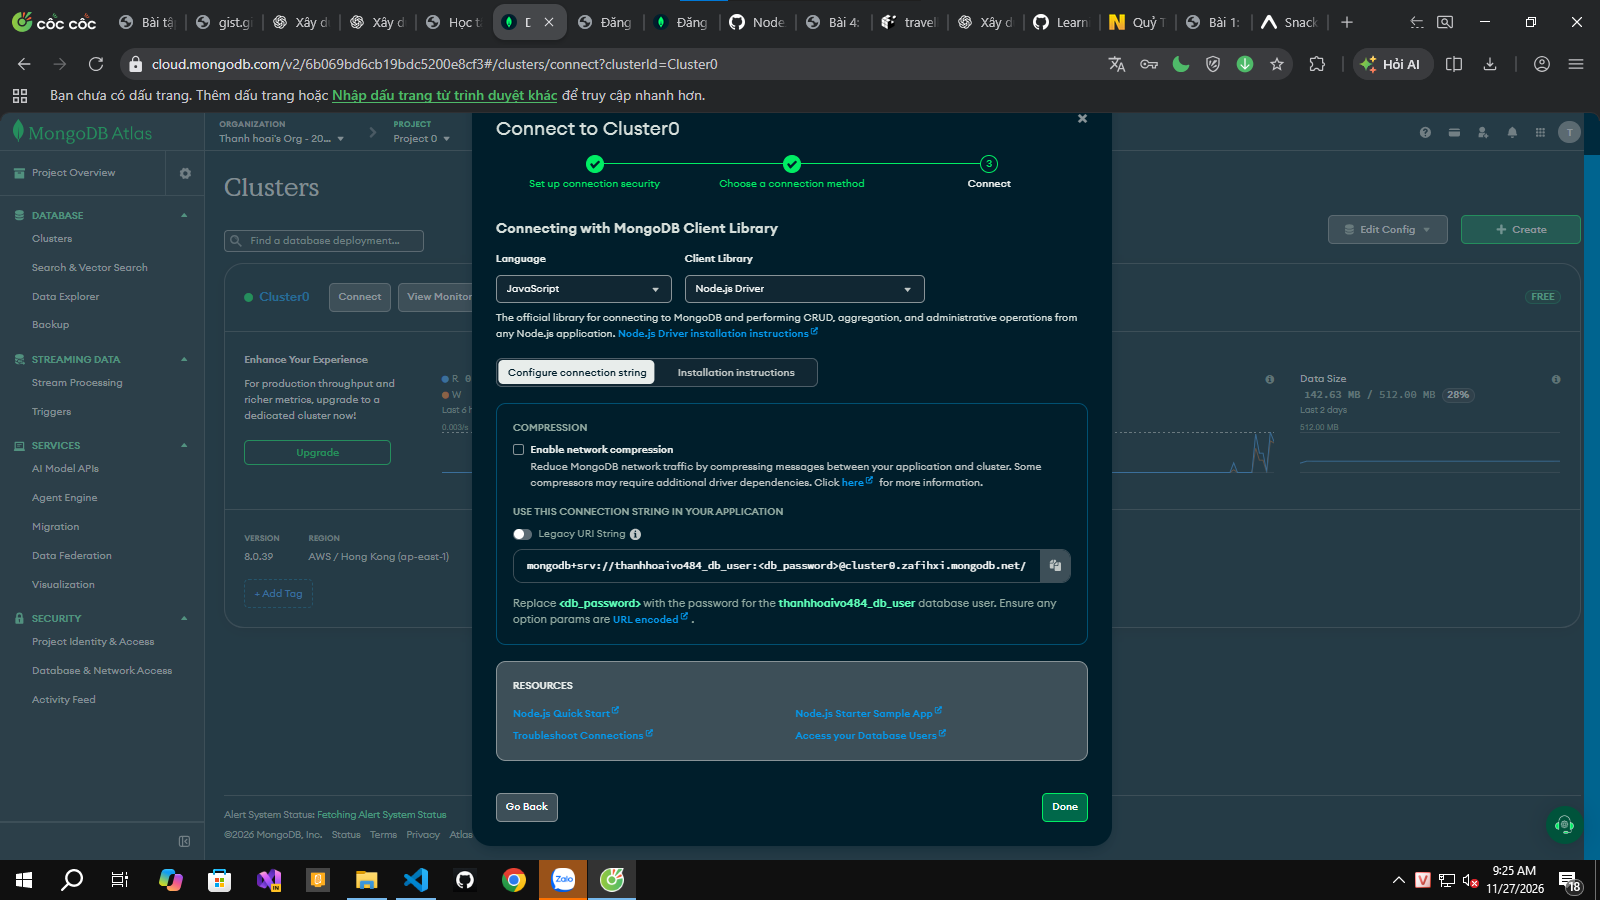 cốc cốc
Bài tậ
gist.gi
Xây dı
Xây dı
Học t
D
Đăng
Đăng
Node.
Bài 4:
travel
Xây dı
Learn
Quỷ T
Bài 1:
Snack
cloud.mongodb.com/v2/6b069bd6cb19bdc5200e8cf3#/clusters/connect?clusterId=Cluster0
Hỏi AI
Bạn chưa có dấu trang. Thêm dấu trang hoặc Nhập dấu trang từ trình duyệt khác để truy cập nhanh hơn.
MongoDB Atlas
ORGANIZATION
Thanh hoai's Org - 20...
PROJECT
Project 0
T
Project Overview
DATABASE
Clusters
Search & Vector Search
Data Explorer
Backup
STREAMING DATA
Stream Processing
Triggers
SERVICES
AI Model APIs
Agent Engine
Migration
Data Federation
Visualization
SECURITY
Project Identity & Access
Database & Network Access
Activity Feed
Clusters
Find a database deployment...
Edit Config
+ Create
Cluster0
Connect
View Monitor
FREE
Enhance Your Experience
For production throughput and
richer metrics, upgrade to a
dedicated cluster now!
Upgrade
R 0
W
Last 6 h
0.003/s
Data Size
142.63 MB / 512.00 MB 28%
Last 2 days
512.00 MB
VERSION
8.0.39
REGION
AWS / Hong Kong (ap-east-1)
+ Add Tag
Alert System Status: Fetching Alert System Status
©2026 MongoDB, Inc. Status Terms Privacy Atlas
Connect to Cluster0
Set up connection security
Choose a connection method
3
Connect
Connecting with MongoDB Client Library
Language
Client Library
JavaScript
Node.js Driver
The official library for connecting to MongoDB and performing CRUD, aggregation, and administrative operations from
any Node.js application. Node.js Driver installation instructions
Configure connection string
Installation instructions
COMPRESSION
Enable network compression
Reduce MongoDB network traffic by compressing messages between your application and cluster. Some
compressors may require additional driver dependencies. Click here for more information.
USE THIS CONNECTION STRING IN YOUR APPLICATION
Legacy URI String
mongodb+srv://thanhhoaivo484_db_user:<db_password>@cluster0.zafihxi.mongodb.net/
Replace <db_password> with the password for the thanhhoaivo484_db_user database user. Ensure any
option params are URL encoded .
RESOURCES
Node.js Quick Start
Node.js Starter Sample App
Troubleshoot Connections
Access your Database Users
Go Back
Done
Zalo
9:25 AM
11/27/2026
18